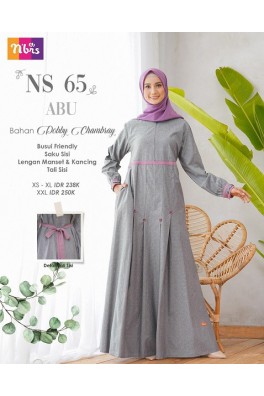 Nbrs
NS 65
ABU
Bahan Dobby Chambray
Busui Friendly
Saku Sisi
Lengan Manset & Kancing
Tali Sisi
XS - XL IDR 238K
XXL IDR 250K